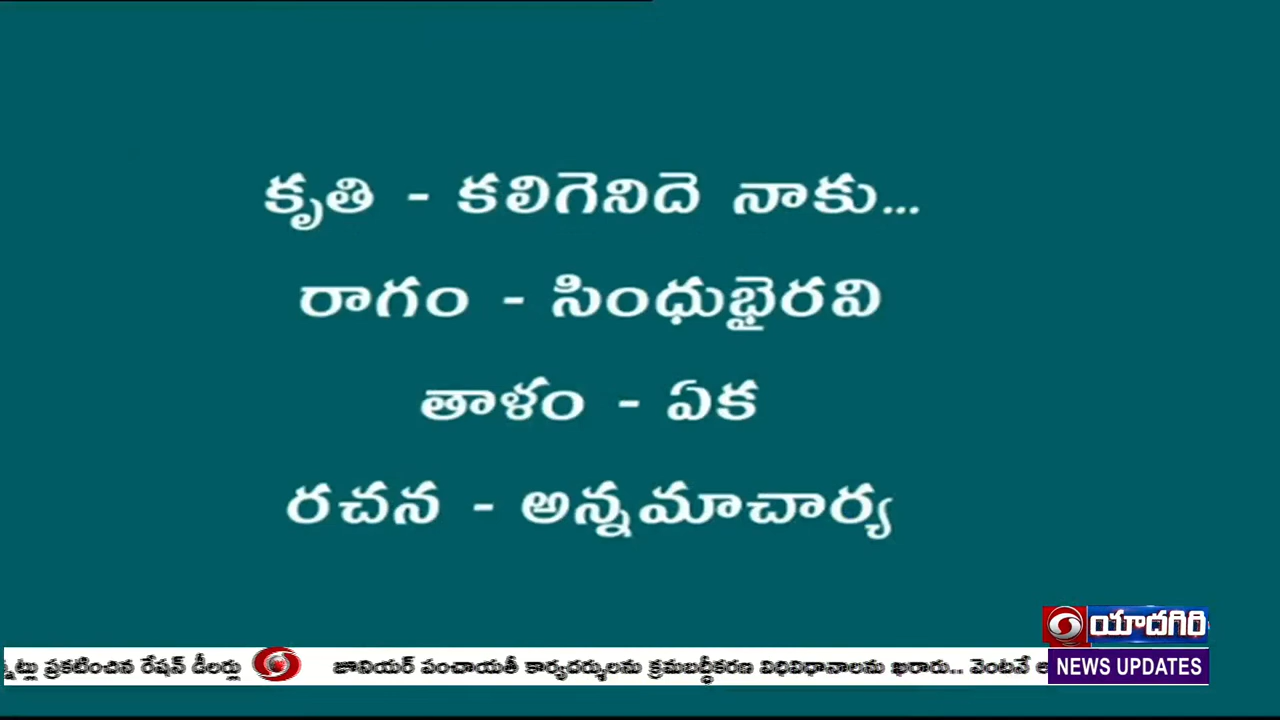 కృతి - కలిగెనిదె నాకు...
రాగం - సింధుభైరవి
తాళం - ఏక
రచన - అన్నమాచార్య
యాదగిరి
ప్రకటించిన రేషన్ డీలర్లు జూనియర్ పంచాయతీ కార్యదర్శులను క్రమబద్ధీకరణ విధివిధానాలను ఖరారు.. వెంటనే
NEWS UPDATES